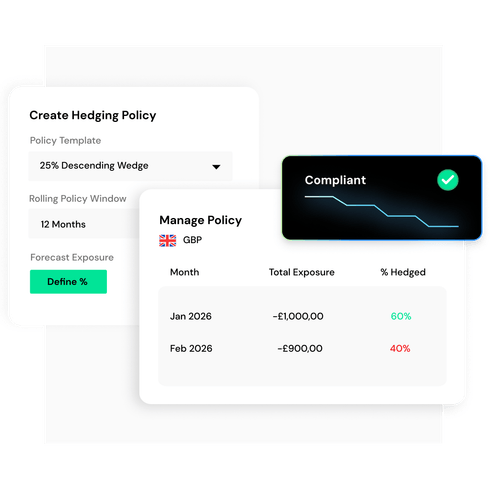 Create Hedging Policy
Policy Template
25% Descending Wedge
Rolling Policy Window
12 Months
Forecast Exposure
Define %
Compliant
Manage Policy
GBP
Month Total Exposure % Hedged
Jan 2026 -£1,000,00 60%
Feb 2026 -£900,00 40%